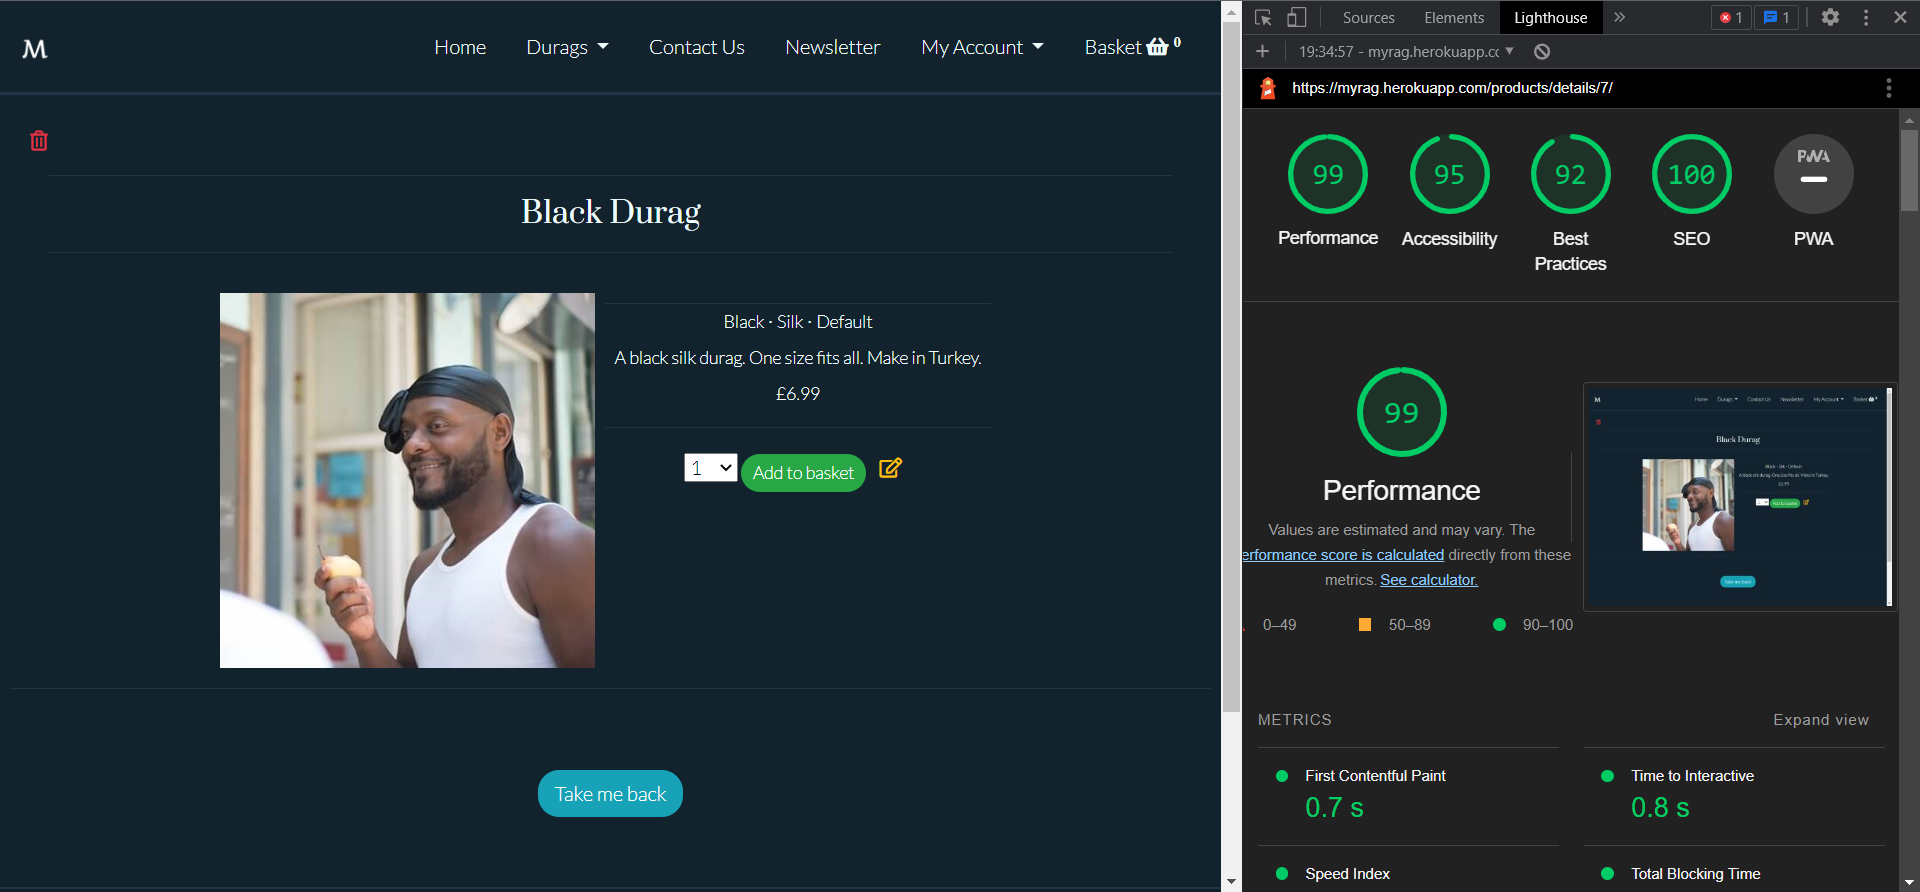 M
Home
Durags
Contact Us
Newsletter
My Account
Basket 0
Black Durag
Black · Silk · Default
A black silk durag. One size fits all. Make in Turkey.
£6.99
1
Add to basket
Take me back
Sources
Elements
Lighthouse
1
1
19:34:57 - myrag.herokuapp.cc
https://myrag.herokuapp.com/products/details/7/
99
Performance
95
Accessibility
92
Best
Practices
100
SEO
PWA
PWA
99
Performance
Values are estimated and may vary. The
erformance score is calculated directly from these
metrics. See calculator.
0–49
50–89
90–100
M
Home
Durags
Contact Us
Newsletter
My Account
Basket
Black Durag
Black · Silk · Default
A black silk durag. One size fits all. Make in Turkey.
£6.99
Add to basket
Take me back
METRICS
Expand view
First Contentful Paint
0.7 s
Time to Interactive
0.8 s
Speed Index
Total Blocking Time